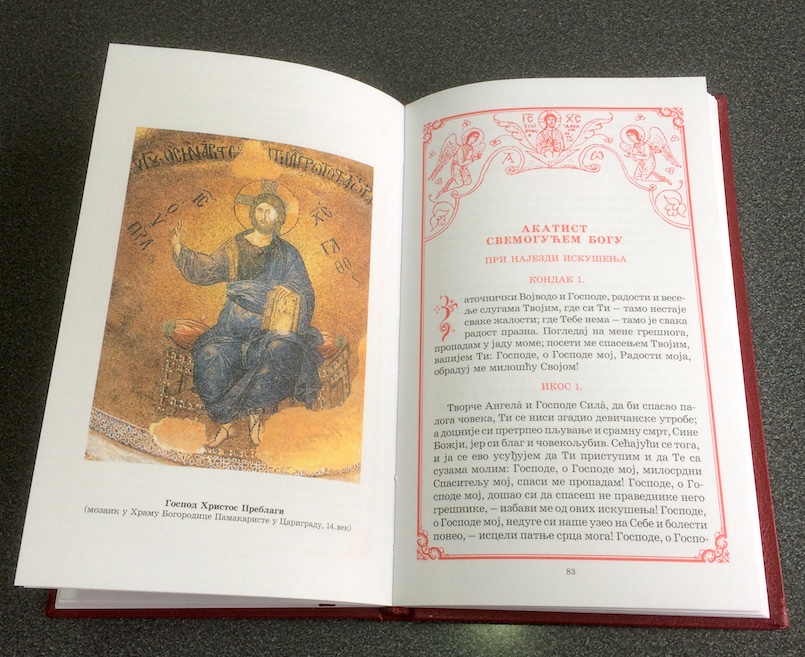 Господ Христос Преблаги
(мозаик у Храму Богородице Памакаристе у Цариграду, 14. век)
ІС ХС
А Ω
АКАТИСТ
СВЕМОГУЋЕМ БОГУ
ПРИ НАЈЕЗДИ ИСКУШЕЊА
КОНДАК 1.
Заточнички Војводо и Господе, радости и весе-
ље слугама Твојим, где си Ти – тамо нестаје
сваке жалости; где Тебе нема – тамо је свака
радост празна. Погледај на мене грешнога,
пропадам у јаду моме; посети ме спасењем Твојим,
вапијем Ти: Господе, о Господе мој, Радости моја,
обрадуј ме милошћу Својом!
ИКОС 1.
Творче Ангелâ и Господе Силâ, да би спасао па-
лога човека, Ти се ниси згадио девичанске утробе;
а доцније си претрпео пљување и срамну смрт, Сине
Божји, јер си благ и човекољубив. Сећајући се тога,
и ја се ево усуђујем да Ти приступим и да Те са
сузама молим: Господе, о Господе мој, милосрдни
Спаситељу мој, спаси ме пропадам! Господе, о Го-
споде мој, дошао си да спасеш не праведнике него
грешнике, – избави ме од ових искушења! Господе,
о Господе мој, недуге си наше узео на Себе и болести
понео, – исцели патње срца мога! Господе, о Госпо-
83